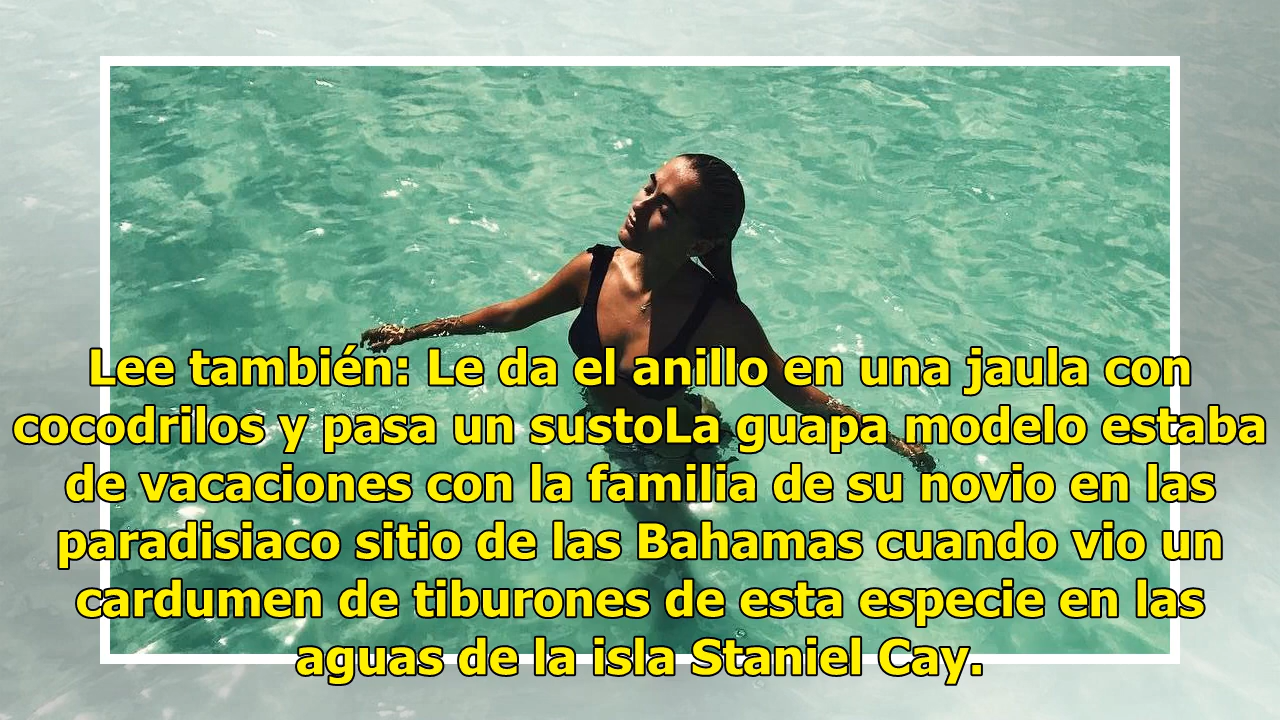 Lee también: Le da el anillo en una jaula con
cocodrilos y pasa un sustoLa guapa modelo estaba
de vacaciones con la familia de su novio en las
paradisiaco sitio de las Bahamas cuando vio un
cardumen de tiburones de esta especie en las
aguas de la isla Staniel Cay.